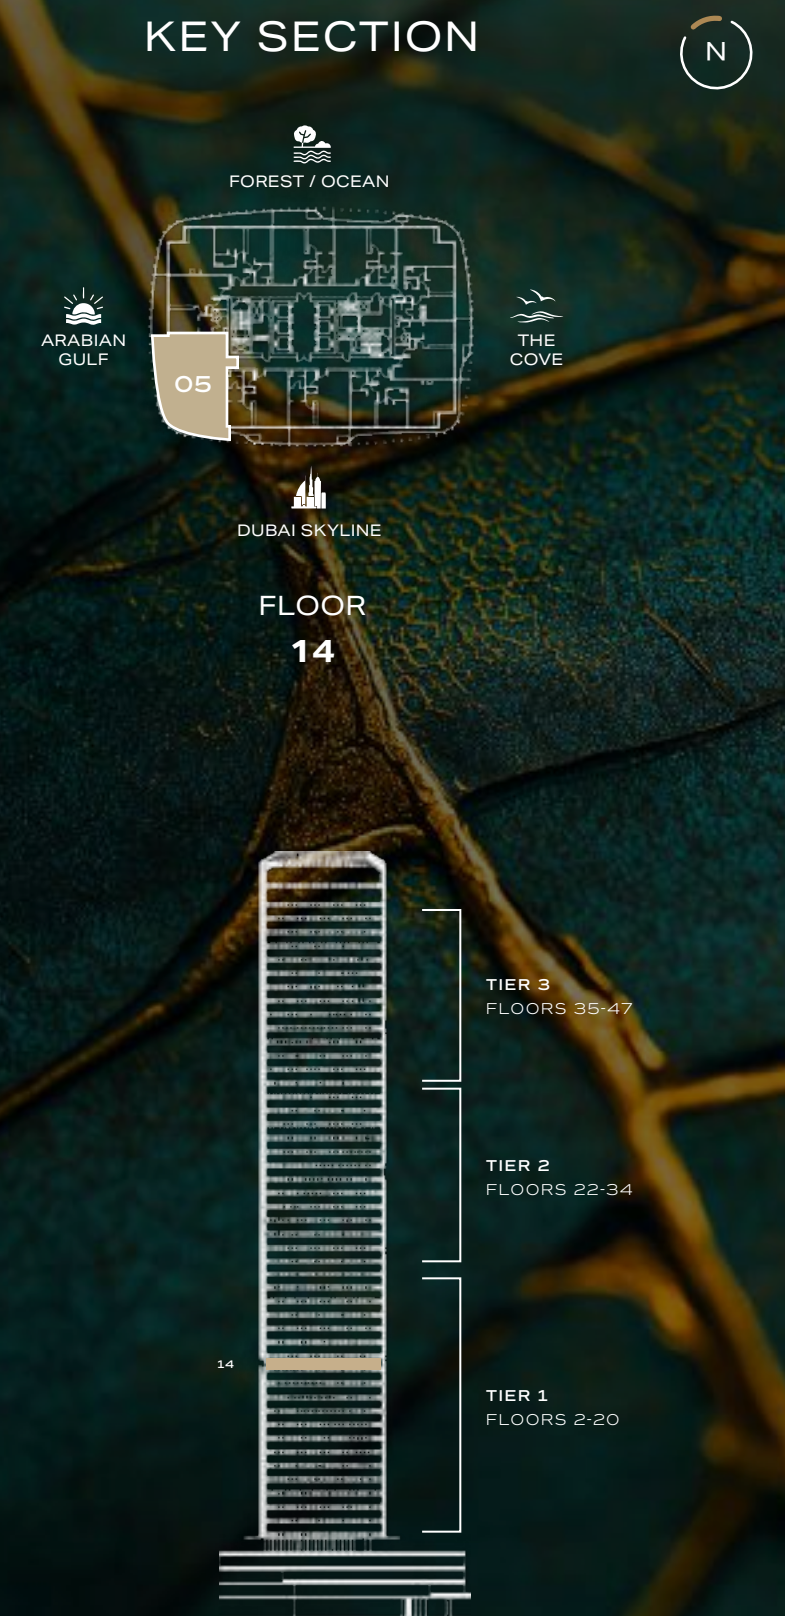 KEY SECTION
N
FOREST / OCEAN
ARABIAN
GULF
THE
COVE
05
DUBAI SKYLINE
FLOOR
14
TIER 3
FLOORS 35-47
TIER 2
FLOORS 22-34
14
TIER 1
FLOORS 2-20